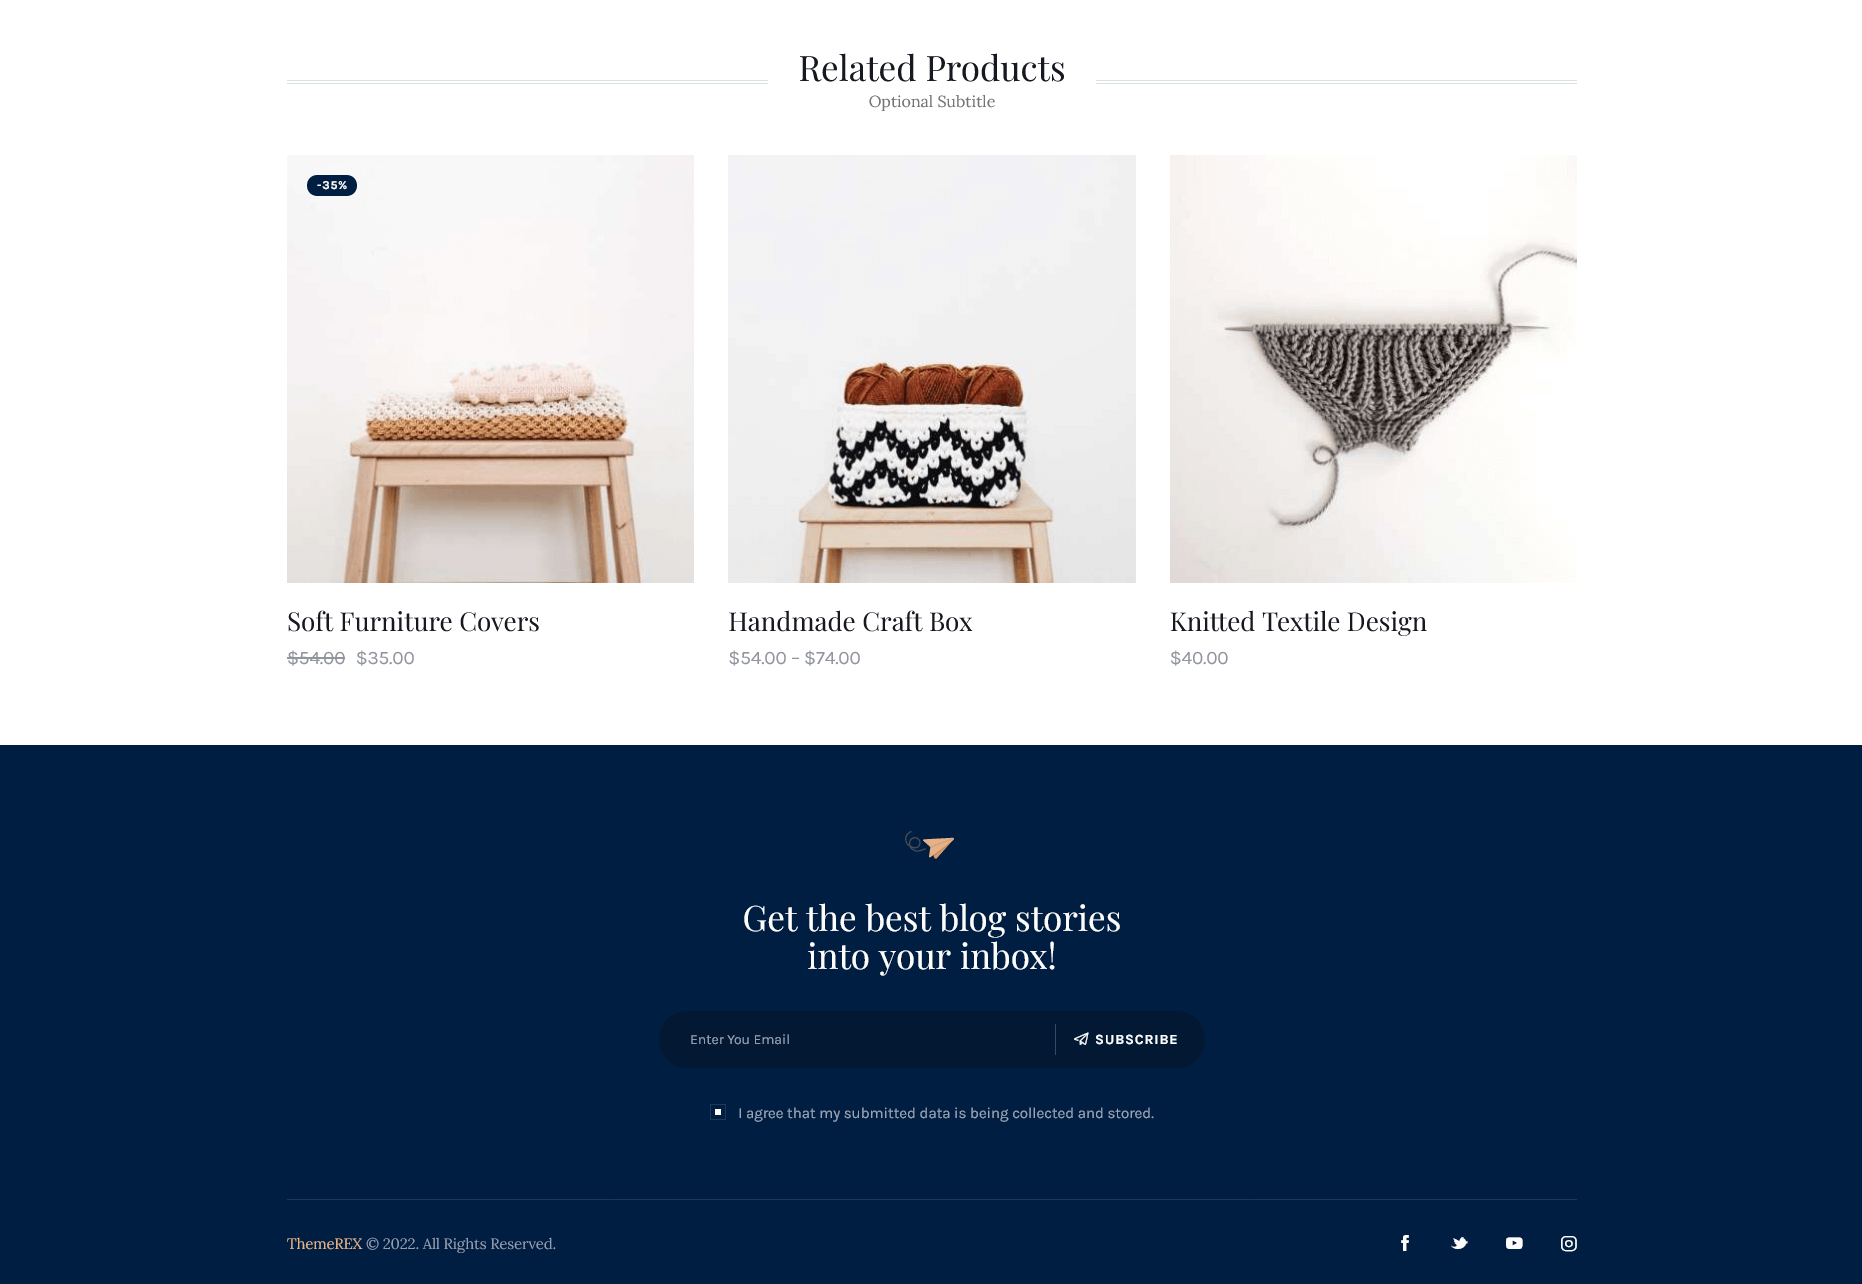 Related Products
Optional Subtitle
-35%
Soft Furniture Covers
$54.00 $35.00
Handmade Craft Box
$54.00 – $74.00
Knitted Textile Design
$40.00
Get the best blog stories
into your inbox!
Enter You Email
SUBSCRIBE
I agree that my submitted data is being collected and stored.
ThemeREX © 2022. All Rights Reserved.